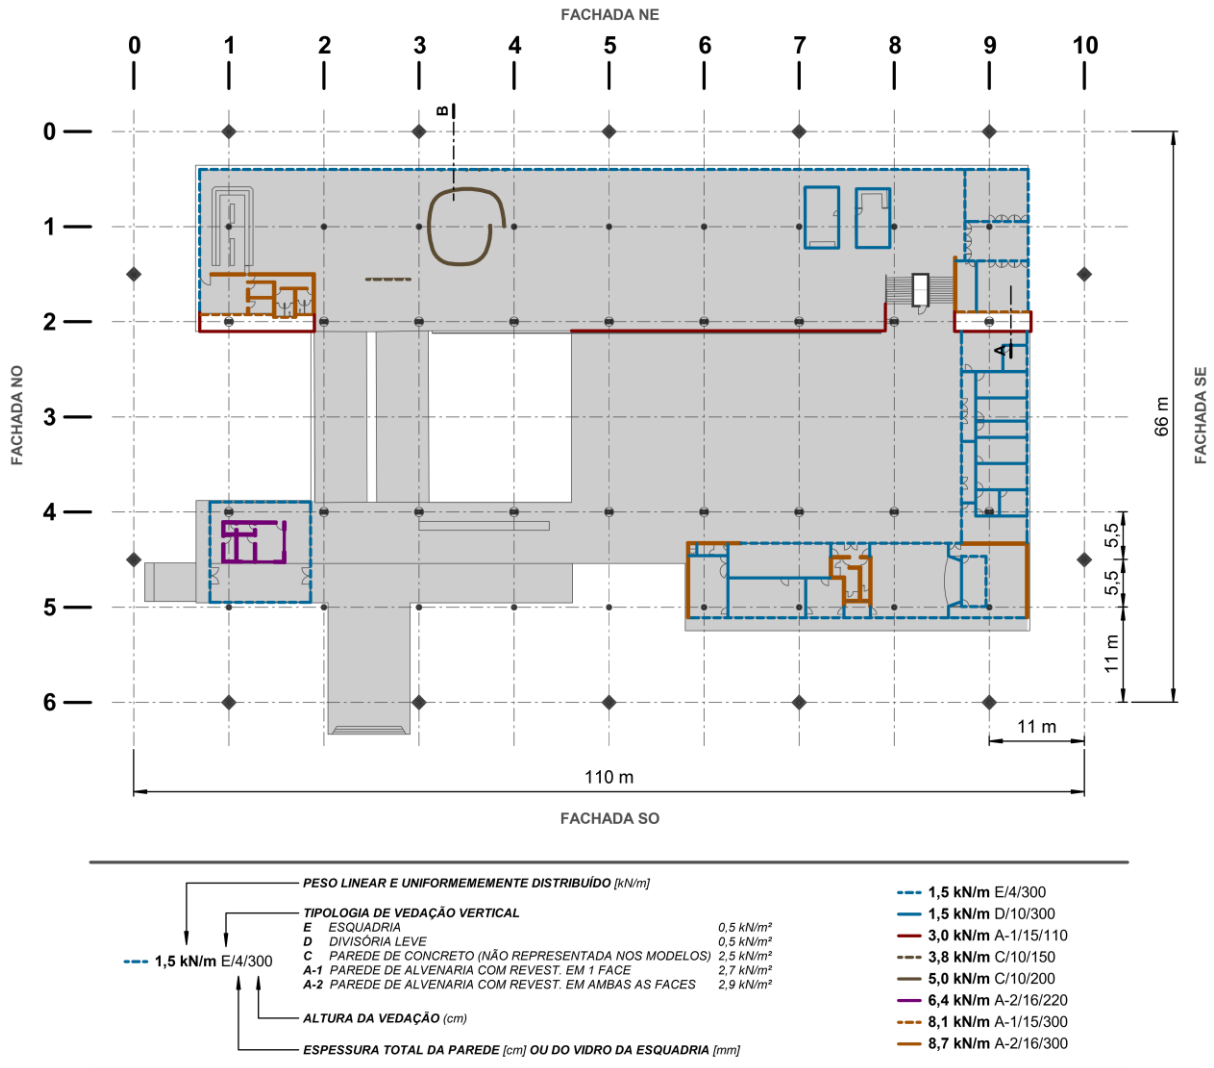 FACHADA NE
0 1 2 3 4 5 6 7 8 9 10
B
0
1
2
A
3
4
5
6
FACHADA NO
FACHADA SE
66 m
5,5
5,5
11 m
11 m
110 m
FACHADA SO
PESO LINEAR E UNIFORMEMEMENTE DISTRIBUÍDO [kN/m]
TIPOLOGIA DE VEDAÇÃO VERTICAL
E ESQUADRIA 0,5 kN/m²
D DIVISÓRIA LEVE 0,5 kN/m²
C PAREDE DE CONCRETO (NÃO REPRESENTADA NOS MODELOS) 2,5 kN/m²
A-1 PAREDE DE ALVENARIA COM REVEST. EM 1 FACE 2,7 kN/m²
A-2 PAREDE DE ALVENARIA COM REVEST. EM AMBAS AS FACES 2,9 kN/m²
1,5 kN/m E/4/300
ALTURA DA VEDAÇÃO (cm)
ESPESSURA TOTAL DA PAREDE [cm] OU DO VIDRO DA ESQUADRIA [mm]
1,5 kN/m E/4/300
1,5 kN/m D/10/300
3,0 kN/m A-1/15/110
3,8 kN/m C/10/150
5,0 kN/m C/10/200
6,4 kN/m A-2/16/220
8,1 kN/m A-1/15/300
8,7 kN/m A-2/16/300